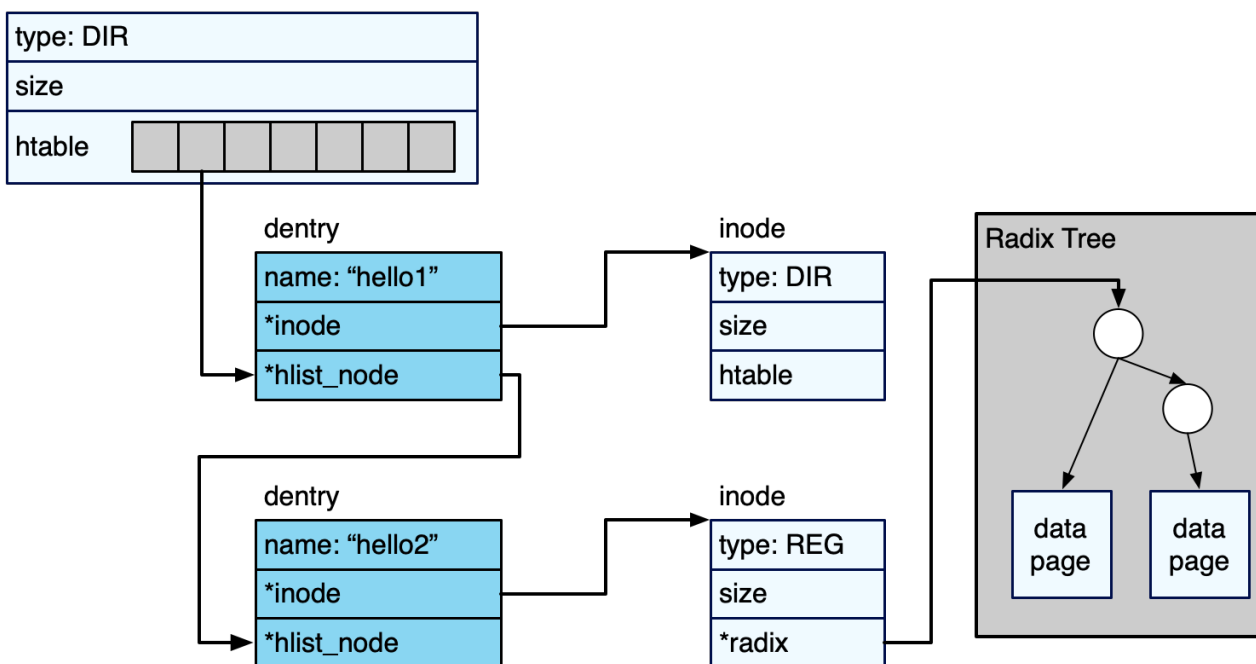 type: DIR
size
htable
dentry
name: “hello1”
*inode
*hlist_node
inode
type: DIR
size
htable
Radix Tree
data
page
data
page
dentry
name: “hello2”
*inode
*hlist_node
inode
type: REG
size
*radix